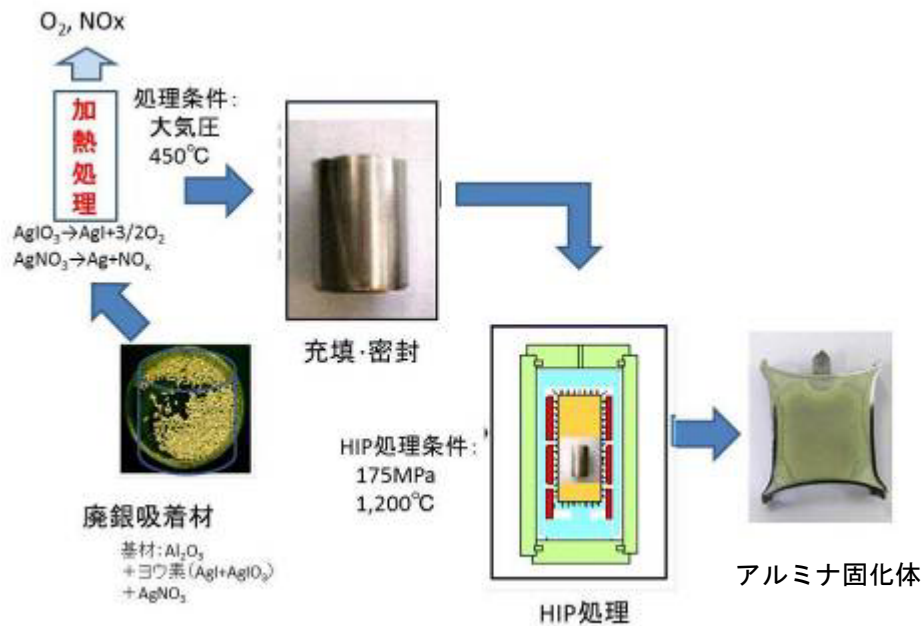 O₂, NOx
加熱処理
処理条件:
大気圧
450℃
AgIO₃→AgI+3/2O₂
AgNO₃→Ag+NOₓ
充填・密封
廃銀吸着材
基材:Al₂O₃
+ヨウ素(AgI+AgIO₃)
+AgNO₃
HIP処理条件:
175MPa
1,200℃
HIP処理
アルミナ固化体